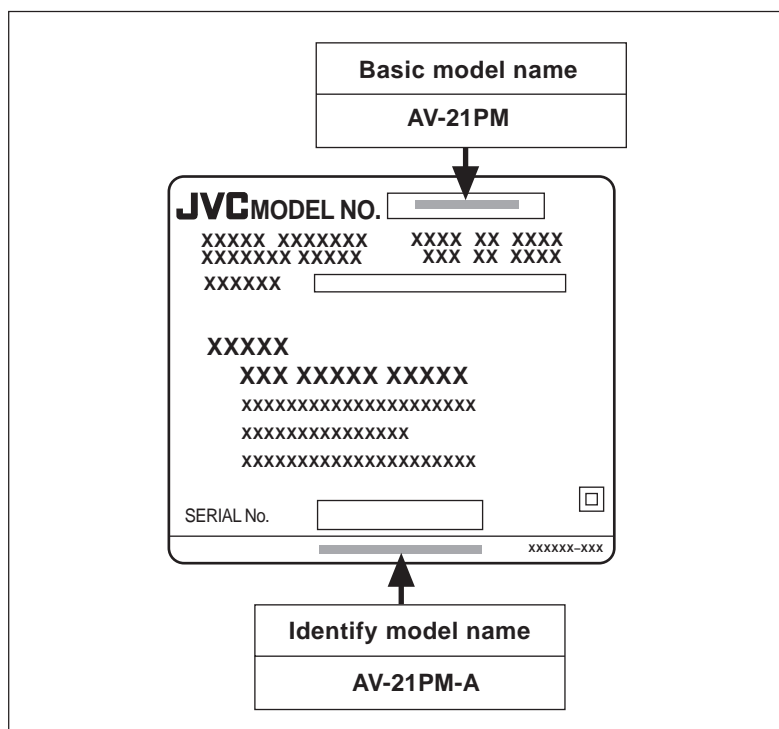 Basic model name
AV-21PM
JVC MODEL NO.
XXXXX XXXXXXX XXXX XX XXXX
XXXXXXX XXXXX XXX XX XXXX
XXXXXX
XXXXX
XXX XXXXX XXXXX
XXXXXXXXXXXXXXXXXXXXX
XXXXXXXXXXXXXXX
XXXXXXXXXXXXXXXXXXXXX
SERIAL No.
XXXXXX–XXX
Identify model name
AV-21PM-A